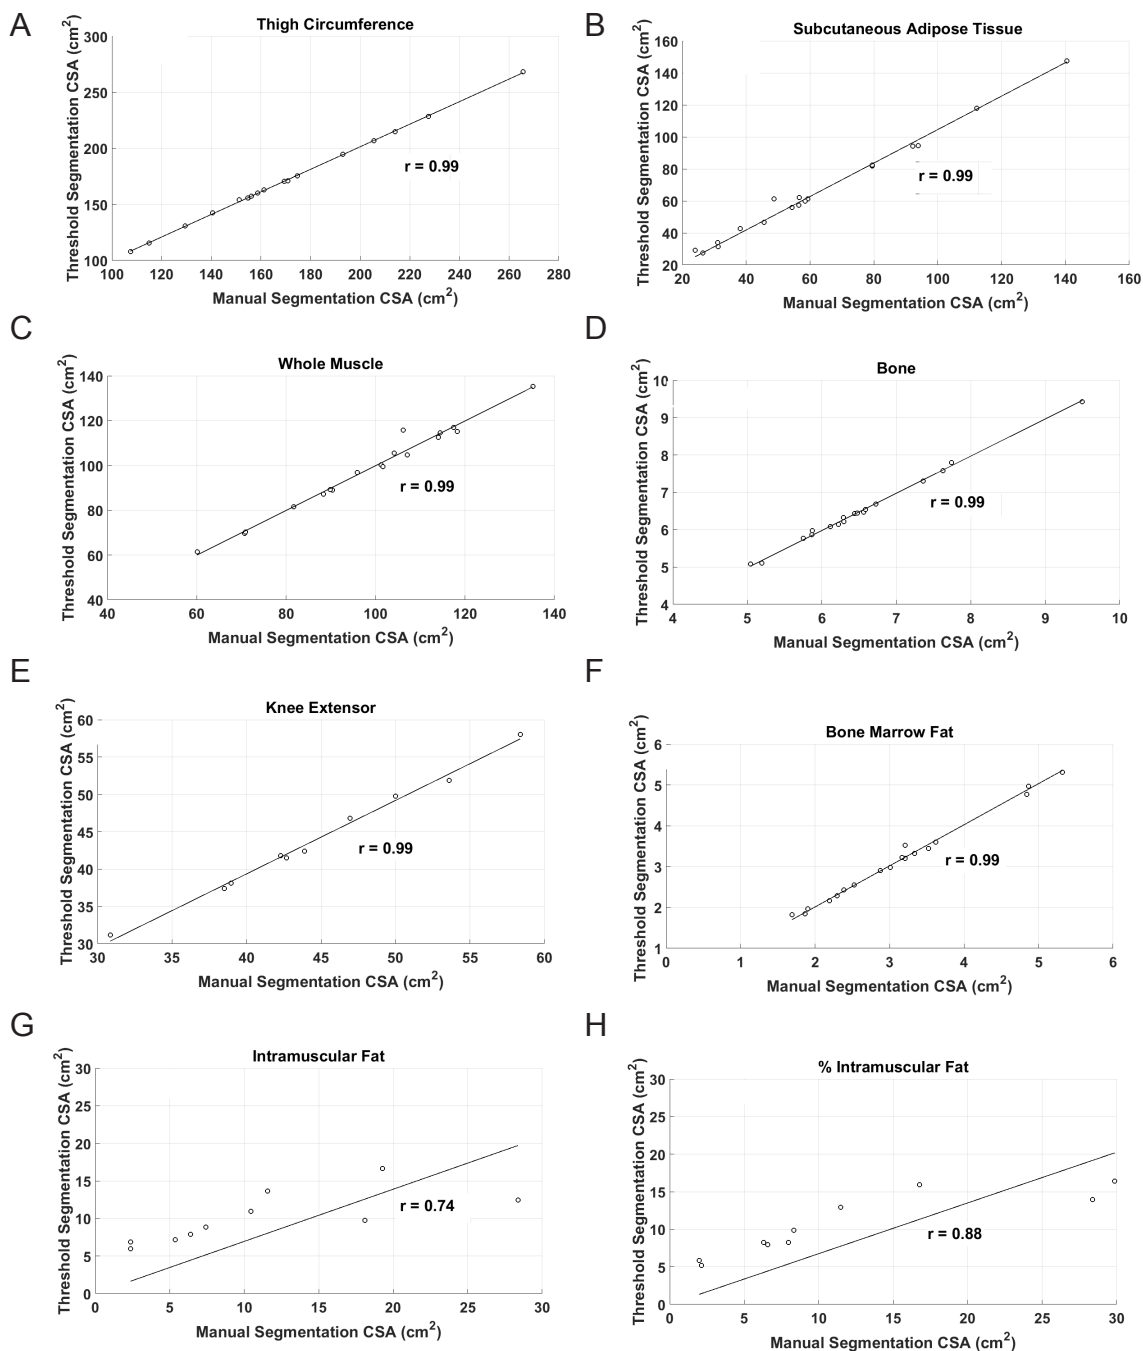 A
Thigh Circumference
Threshold Segmentation CSA (cm²)
300
250
200
150
100
r = 0.99
100 120 140 160 180 200 220 240 260 280
Manual Segmentation CSA (cm²)
B
Subcutaneous Adipose Tissue
Threshold Segmentation CSA (cm²)
160
140
120
100
80
60
40
20
r = 0.99
20 40 60 80 100 120 140 160
Manual Segmentation CSA (cm²)
C
Whole Muscle
Threshold Segmentation CSA (cm²)
140
120
100
80
60
40
r = 0.99
40 60 80 100 120 140
Manual Segmentation CSA (cm²)
D
Bone
Threshold Segmentation CSA (cm²)
10
9
8
7
6
5
4
r = 0.99
4 5 6 7 8 9 10
Manual Segmentation CSA (cm²)
E
Knee Extensor
Threshold Segmentation CSA (cm²)
60
55
50
45
40
35
30
r = 0.99
30 35 40 45 50 55 60
Manual Segmentation CSA (cm²)
F
Bone Marrow Fat
Threshold Segmentation CSA (cm²)
6
5
4
3
2
1
r = 0.99
0 1 2 3 4 5 6
Manual Segmentation CSA (cm²)
G
Intramuscular Fat
Threshold Segmentation CSA (cm²)
30
25
20
15
10
5
0
r = 0.74
0 5 10 15 20 25 30
Manual Segmentation CSA (cm²)
H
% Intramuscular Fat
Threshold Segmentation CSA (cm²)
30
25
20
15
10
5
0
r = 0.88
0 5 10 15 20 25 30
Manual Segmentation CSA (cm²)